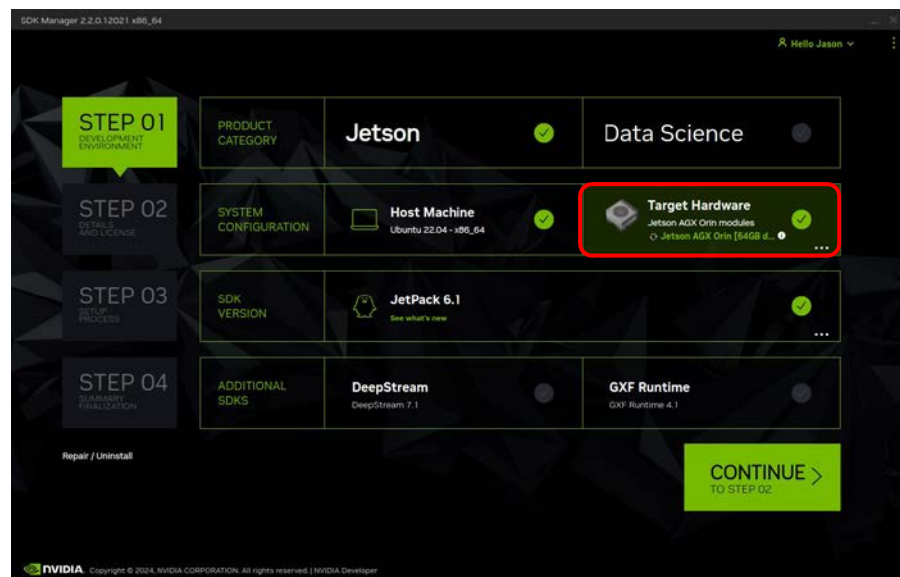 SDK Manager 2.2.0.12021 x86_64
Hello Jason
STEP 01
DEVELOPMENT
ENVIRONMENT
PRODUCT
CATEGORY
Jetson
Data Science
STEP 02
DETAILS
AND LICENSE
SYSTEM
CONFIGURATION
Host Machine
Ubuntu 22.04 - x86_64
Target Hardware
Jetson AGX Orin modules
Jetson AGX Orin [64GB d...
STEP 03
SETUP
PROCESS
SDK
VERSION
JetPack 6.1
See what's new
STEP 04
SUMMARY
FINALIZATION
ADDITIONAL
SDKS
DeepStream
DeepStream 7.1
GXF Runtime
GXF Runtime 4.1
Repair / Uninstall
CONTINUE >
TO STEP 02
NVIDIA. Copyright © 2024, NVIDIA CORPORATION. All rights reserved. | NVIDIA Developer